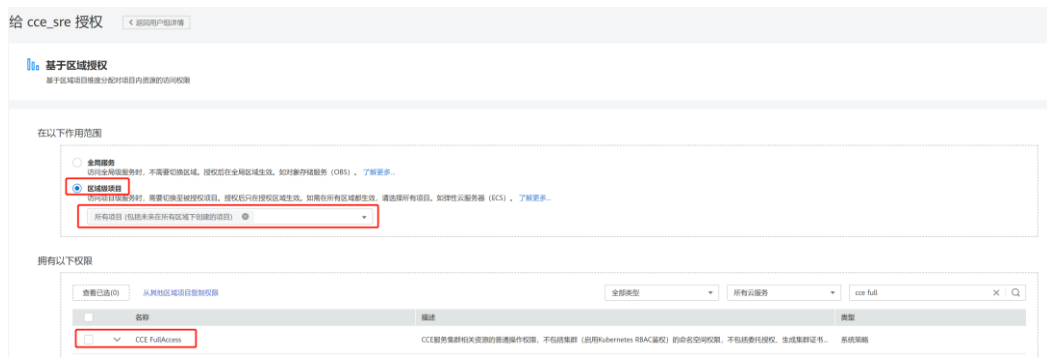 给 cce_sre 授权
< 返回用户组详情
基于区域授权
基于区域项目维度分配对项目内资源的访问权限
在以下作用范围
全局服务
访问全局级服务时，不需要切换区域。授权后在全局区域生效。如对象存储服务（OBS）。 了解更多...
区域级项目
访问项目级服务时，需要切换至被授权项目。授权后只在授权区域生效。如需在所有区域都生效，请选择所有项目。如弹性云服务器（ECS）。 了解更多...
所有项目 (包括未来在所有区域下创建的项目)
拥有以下权限
查看已选(0) 从其他区域项目复制权限 全部类型 所有云服务 cce full
名称 描述 类型
CCE FullAccess CCE服务集群相关资源的普通操作权限，不包括集群（启用Kubernetes RBAC鉴权）的命名空间权限，不包括委托授权、生成集群证书... 系统策略